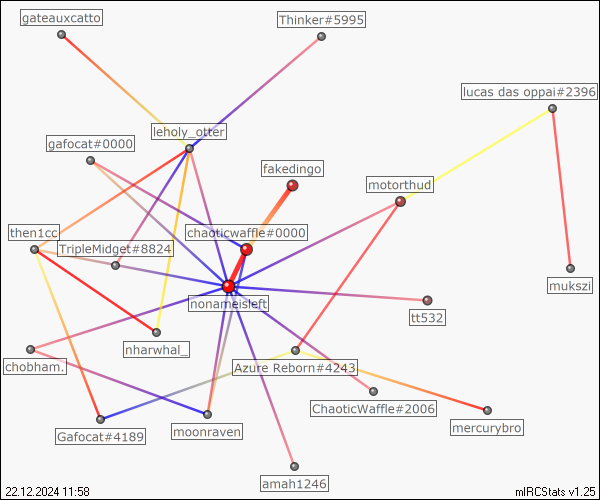 gateauxcatto
Thinker#5995
lucas das oppai#2396
leholy_otter
gafocat#0000
fakedingo
motorthud
then1cc
chaoticwaffle#0000
TripleMidget#8824
mukszi
nonameisleft
tt532
nharwhal_
chobham.
Azure Reborn#4243
ChaoticWaffle#2006
mercurybro
Gafocat#4189
moonraven
amah1246
22.12.2024 11:58
mIRCStats v1.25